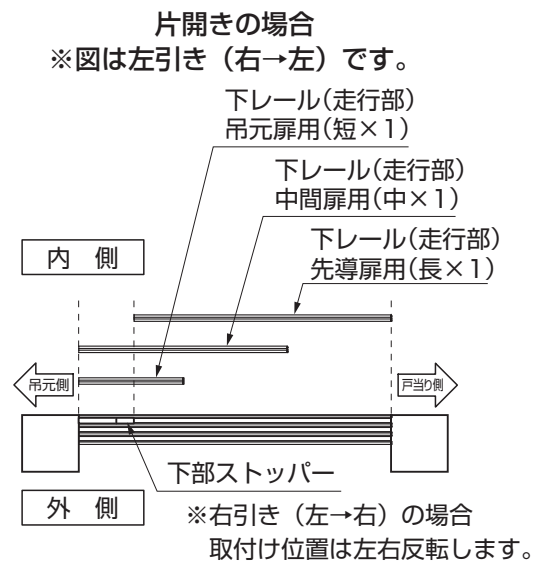 片開きの場合
※図は左引き（右→左）です。
下レール(走行部)
吊元扉用(短×1)
下レール(走行部)
中間扉用(中×1)
下レール(走行部)
先導扉用(長×1)
内 側
吊元側
戸当り側
下部ストッパー
外 側
※右引き（左→右）の場合
取付け位置は左右反転します。